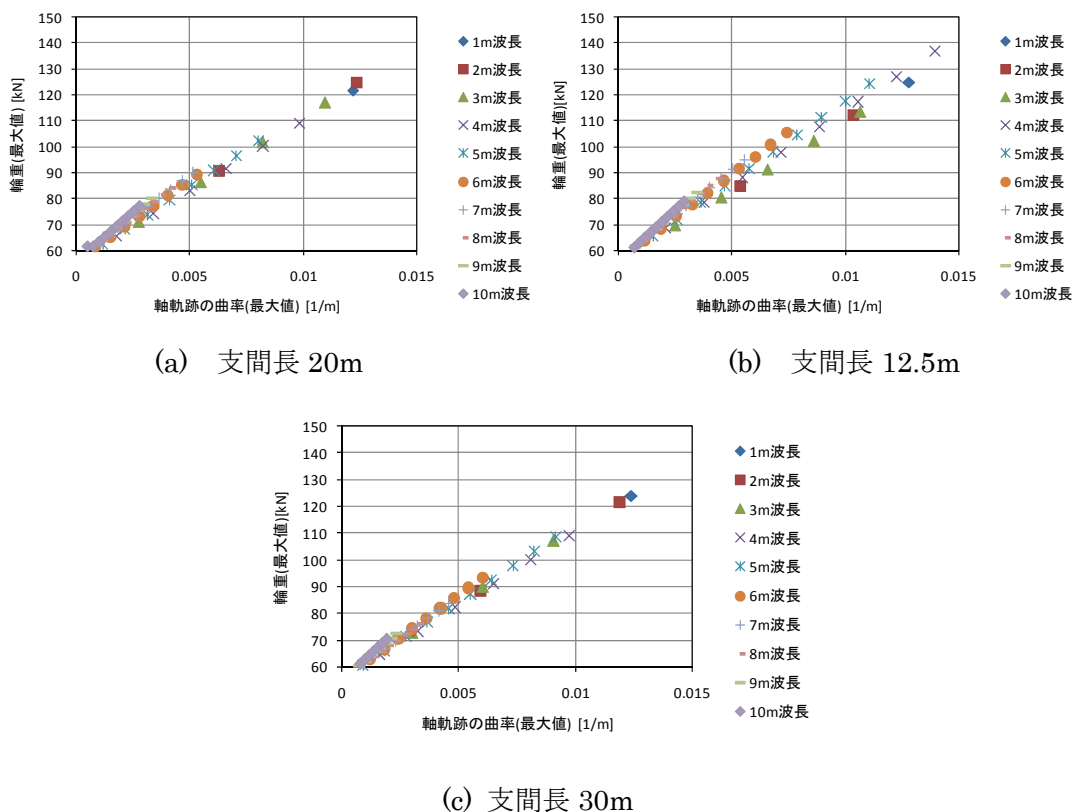 150
140
130
120
110
100
90
80
70
60
輪重(最大値) [kN]
0
0.005
0.01
0.015
軸軌跡の曲率(最大値) [1/m]
1m波長
2m波長
3m波長
4m波長
5m波長
6m波長
7m波長
8m波長
9m波長
10m波長
(a) 支間長 20m
150
140
130
120
110
100
90
80
70
60
輪重(最大値)[kN]
0
0.005
0.01
0.015
軸軌跡の曲率(最大値) [1/m]
1m波長
2m波長
3m波長
4m波長
5m波長
6m波長
7m波長
8m波長
9m波長
10m波長
(b) 支間長 12.5m
150
140
130
120
110
100
90
80
70
60
輪重(最大値)[kN]
0
0.005
0.01
0.015
軸軌跡の曲率(最大値) [1/m]
1m波長
2m波長
3m波長
4m波長
5m波長
6m波長
7m波長
8m波長
9m波長
10m波長
(c) 支間長 30m